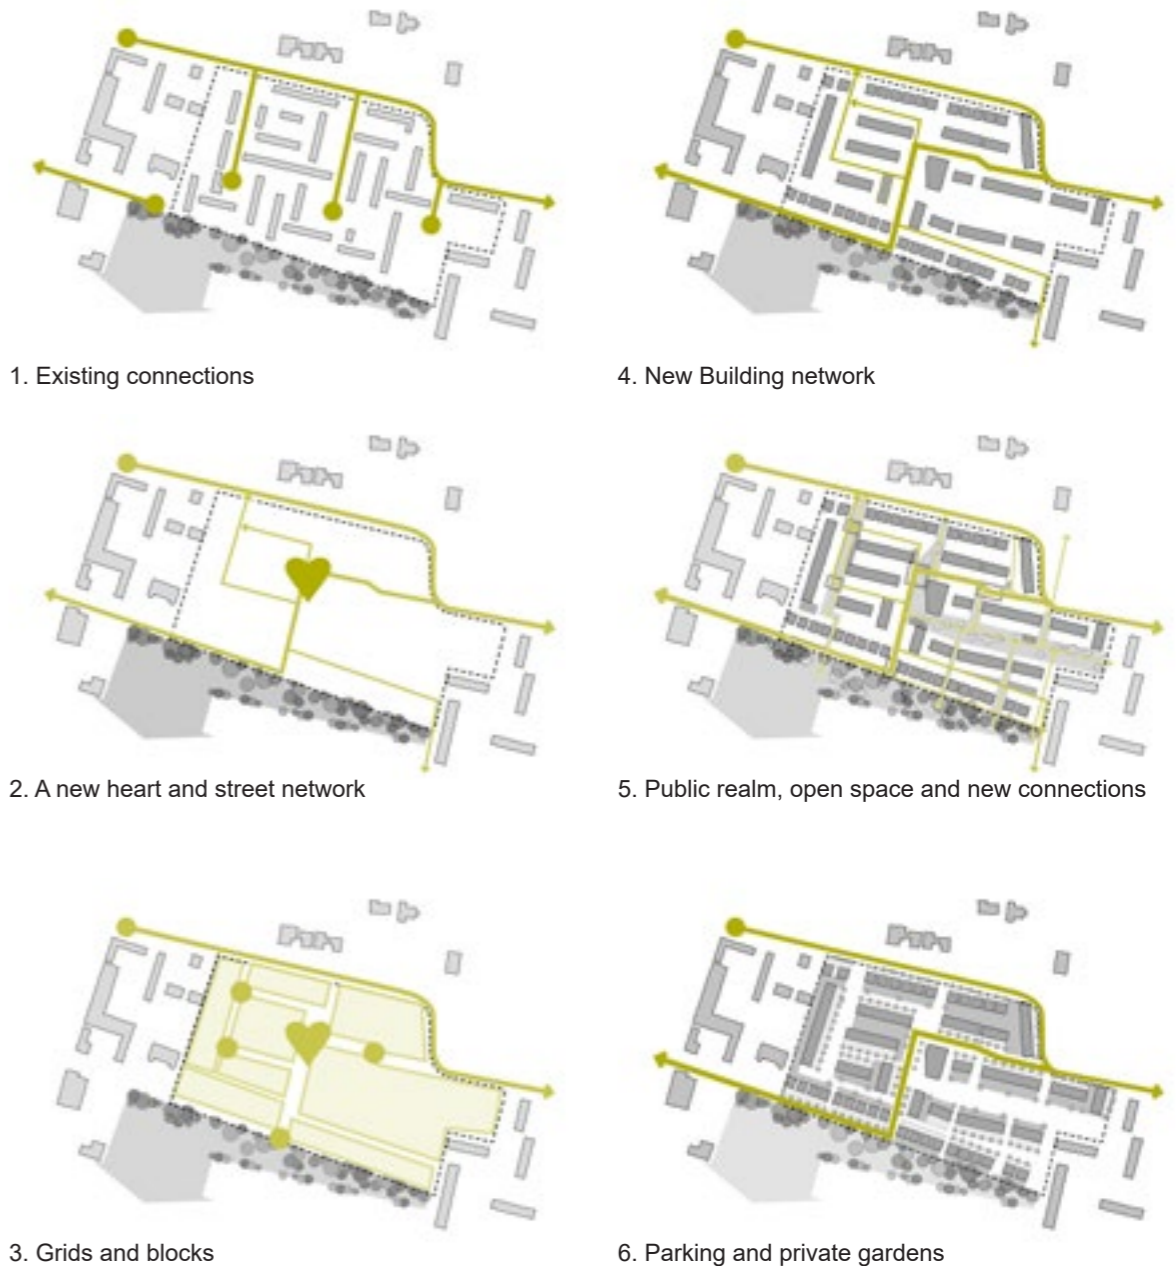 1. Existing connections
4. New Building network
2. A new heart and street network
5. Public realm, open space and new connections
3. Grids and blocks
6. Parking and private gardens